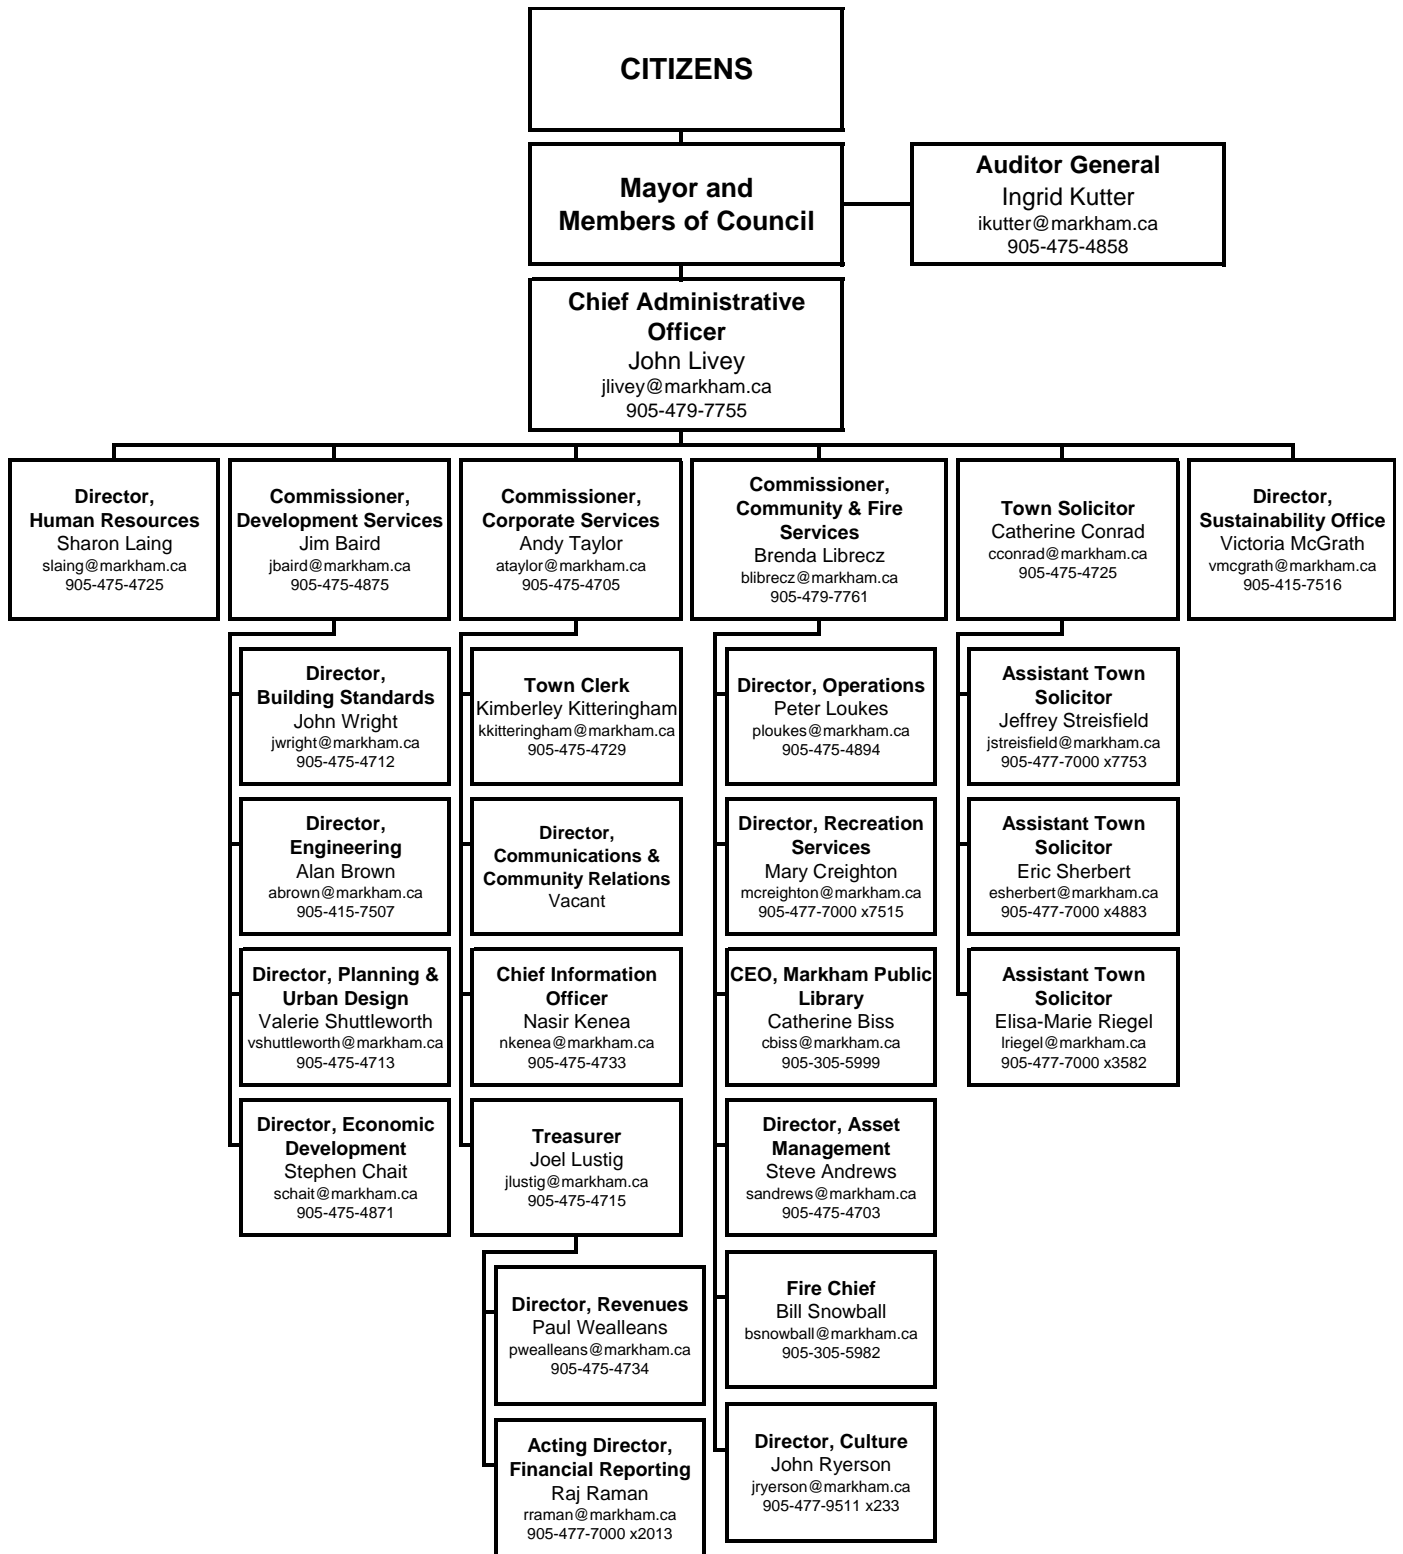 CITIZENS
Mayor and
Members of Council
Auditor General
Ingrid Kutter
ikutter@markham.ca
905-475-4858
Chief Administrative
Officer
John Livey
jlivey@markham.ca
905-479-7755
Director,
Human Resources
Sharon Laing
slaing@markham.ca
905-475-4725
Commissioner,
Development Services
Jim Baird
jbaird@markham.ca
905-475-4875
Commissioner,
Corporate Services
Andy Taylor
ataylor@markham.ca
905-475-4705
Commissioner,
Community & Fire
Services
Brenda Librecz
blibrecz@markham.ca
905-479-7761
Town Solicitor
Catherine Conrad
cconrad@markham.ca
905-475-4725
Director,
Sustainability Office
Victoria McGrath
vmcgrath@markham.ca
905-415-7516
Director,
Building Standards
John Wright
jwright@markham.ca
905-475-4712
Director,
Engineering
Alan Brown
abrown@markham.ca
905-415-7507
Director, Planning &
Urban Design
Valerie Shuttleworth
vshuttleworth@markham.ca
905-475-4713
Director, Economic
Development
Stephen Chait
schait@markham.ca
905-475-4871
Town Clerk
Kimberley Kitteringham
kkitteringham@markham.ca
905-475-4729
Director,
Communications &
Community Relations
Vacant
Chief Information
Officer
Nasir Kenea
nkenea@markham.ca
905-475-4733
Treasurer
Joel Lustig
jlustig@markham.ca
905-475-4715
Director, Revenues
Paul Wealleans
pwealleans@markham.ca
905-475-4734
Acting Director,
Financial Reporting
Raj Raman
rraman@markham.ca
905-477-7000 x2013
Director, Operations
Peter Loukes
ploukes@markham.ca
905-475-4894
Director, Recreation
Services
Mary Creighton
mcreighton@markham.ca
905-477-7000 x7515
CEO, Markham Public
Library
Catherine Biss
cbiss@markham.ca
905-305-5999
Director, Asset
Management
Steve Andrews
sandrews@markham.ca
905-475-4703
Fire Chief
Bill Snowball
bsnowball@markham.ca
905-305-5982
Director, Culture
John Ryerson
jryerson@markham.ca
905-477-9511 x233
Assistant Town
Solicitor
Jeffrey Streisfield
jstreisfield@markham.ca
905-477-7000 x7753
Assistant Town
Solicitor
Eric Sherbert
esherbert@markham.ca
905-477-7000 x4883
Assistant Town
Solicitor
Elisa-Marie Riegel
lriegel@markham.ca
905-477-7000 x3582